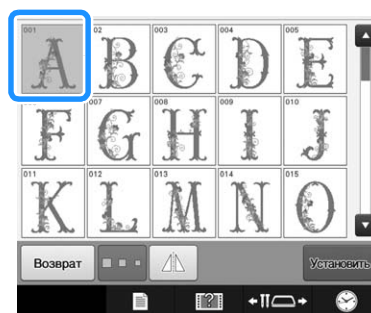 001 02 003 004 005
A B C D E
007 008 009 010
F G H I J
011 012 013 014 015
K L M N O
Возврат Установить